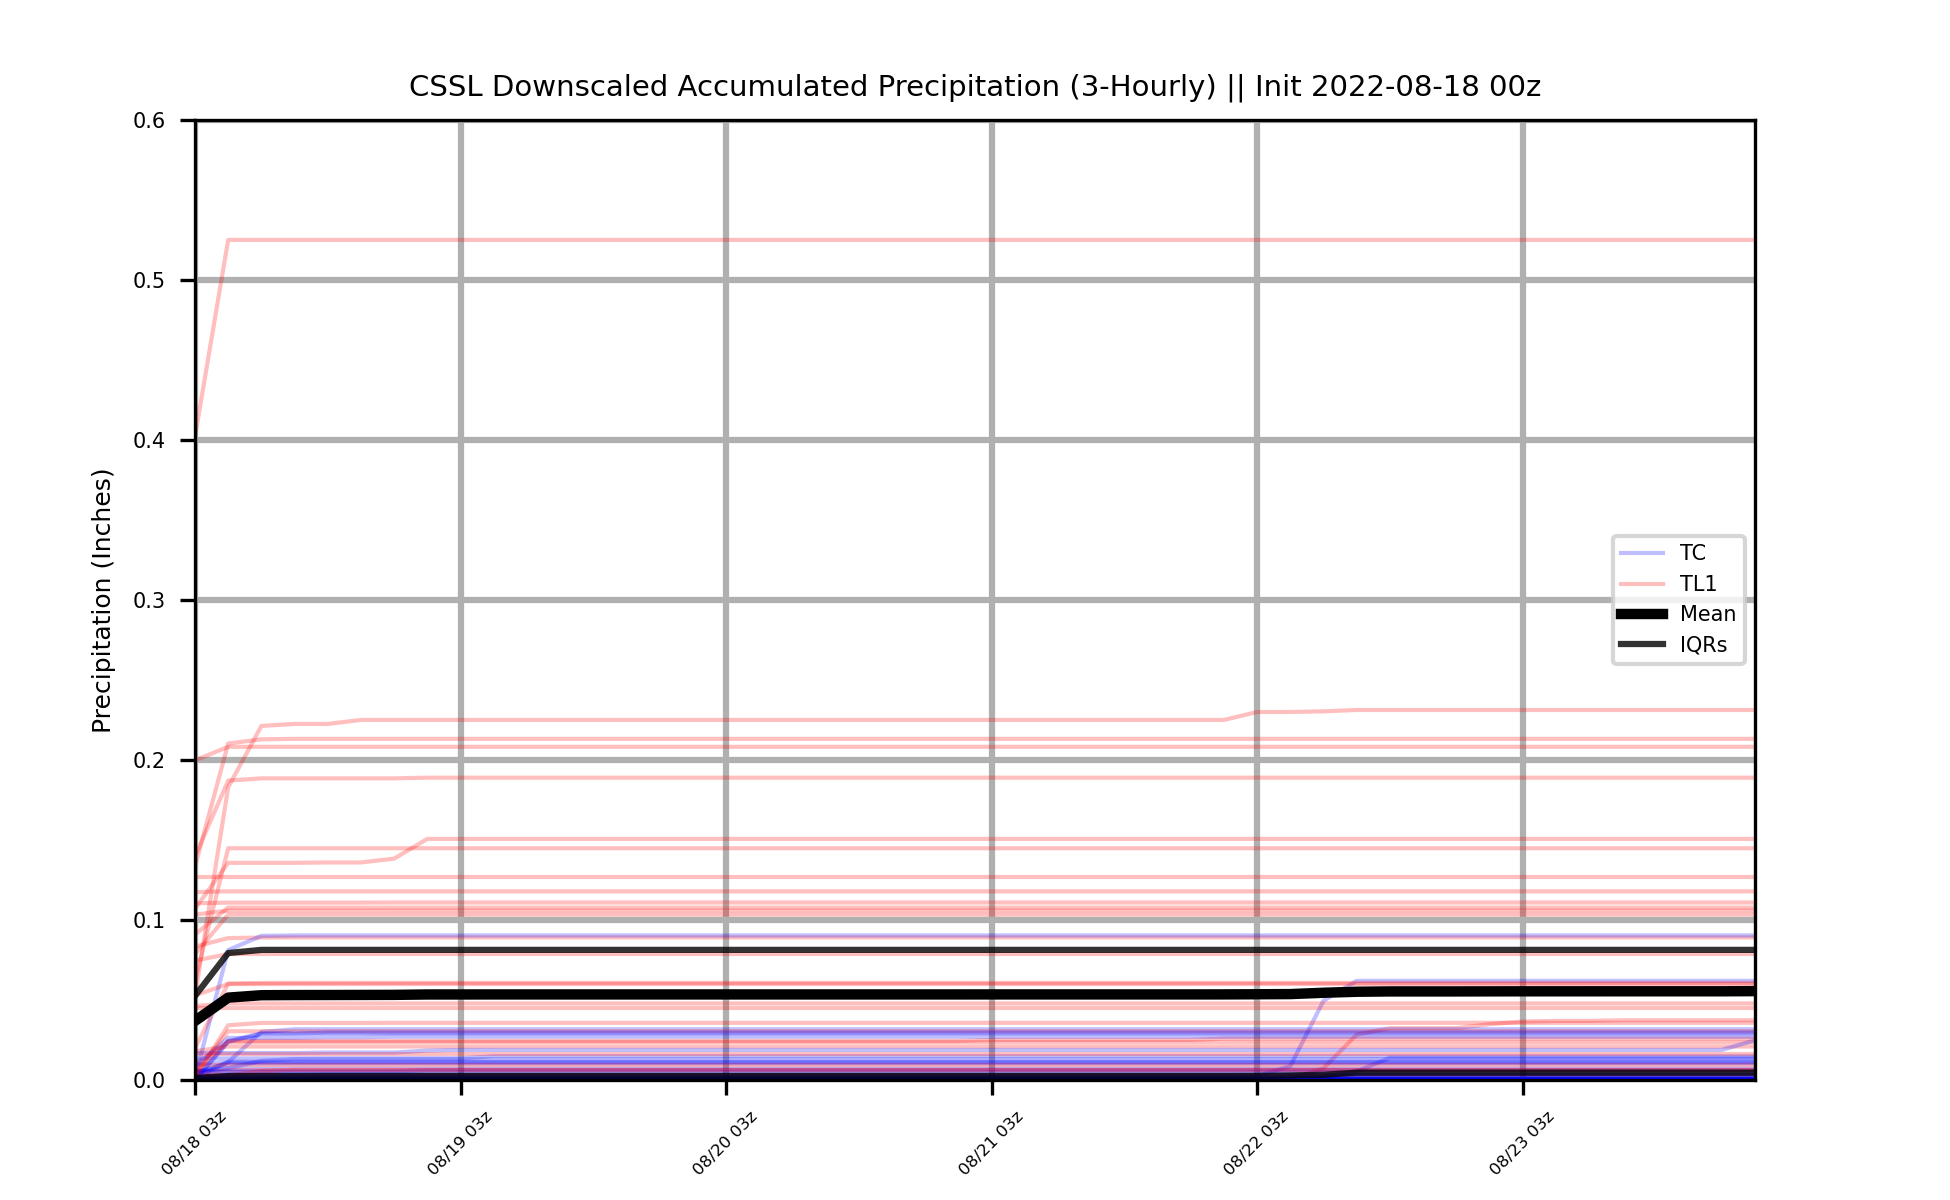 CSSL Downscaled Accumulated Precipitation (3-Hourly) || Init 2022-08-18 00z
Precipitation (Inches)
0.6
0.5
0.4
0.3
0.2
0.1
0.0
TC
TL1
Mean
IQRs
08/18 03z
08/19 03z
08/20 03z
08/21 03z
08/22 03z
08/23 03z